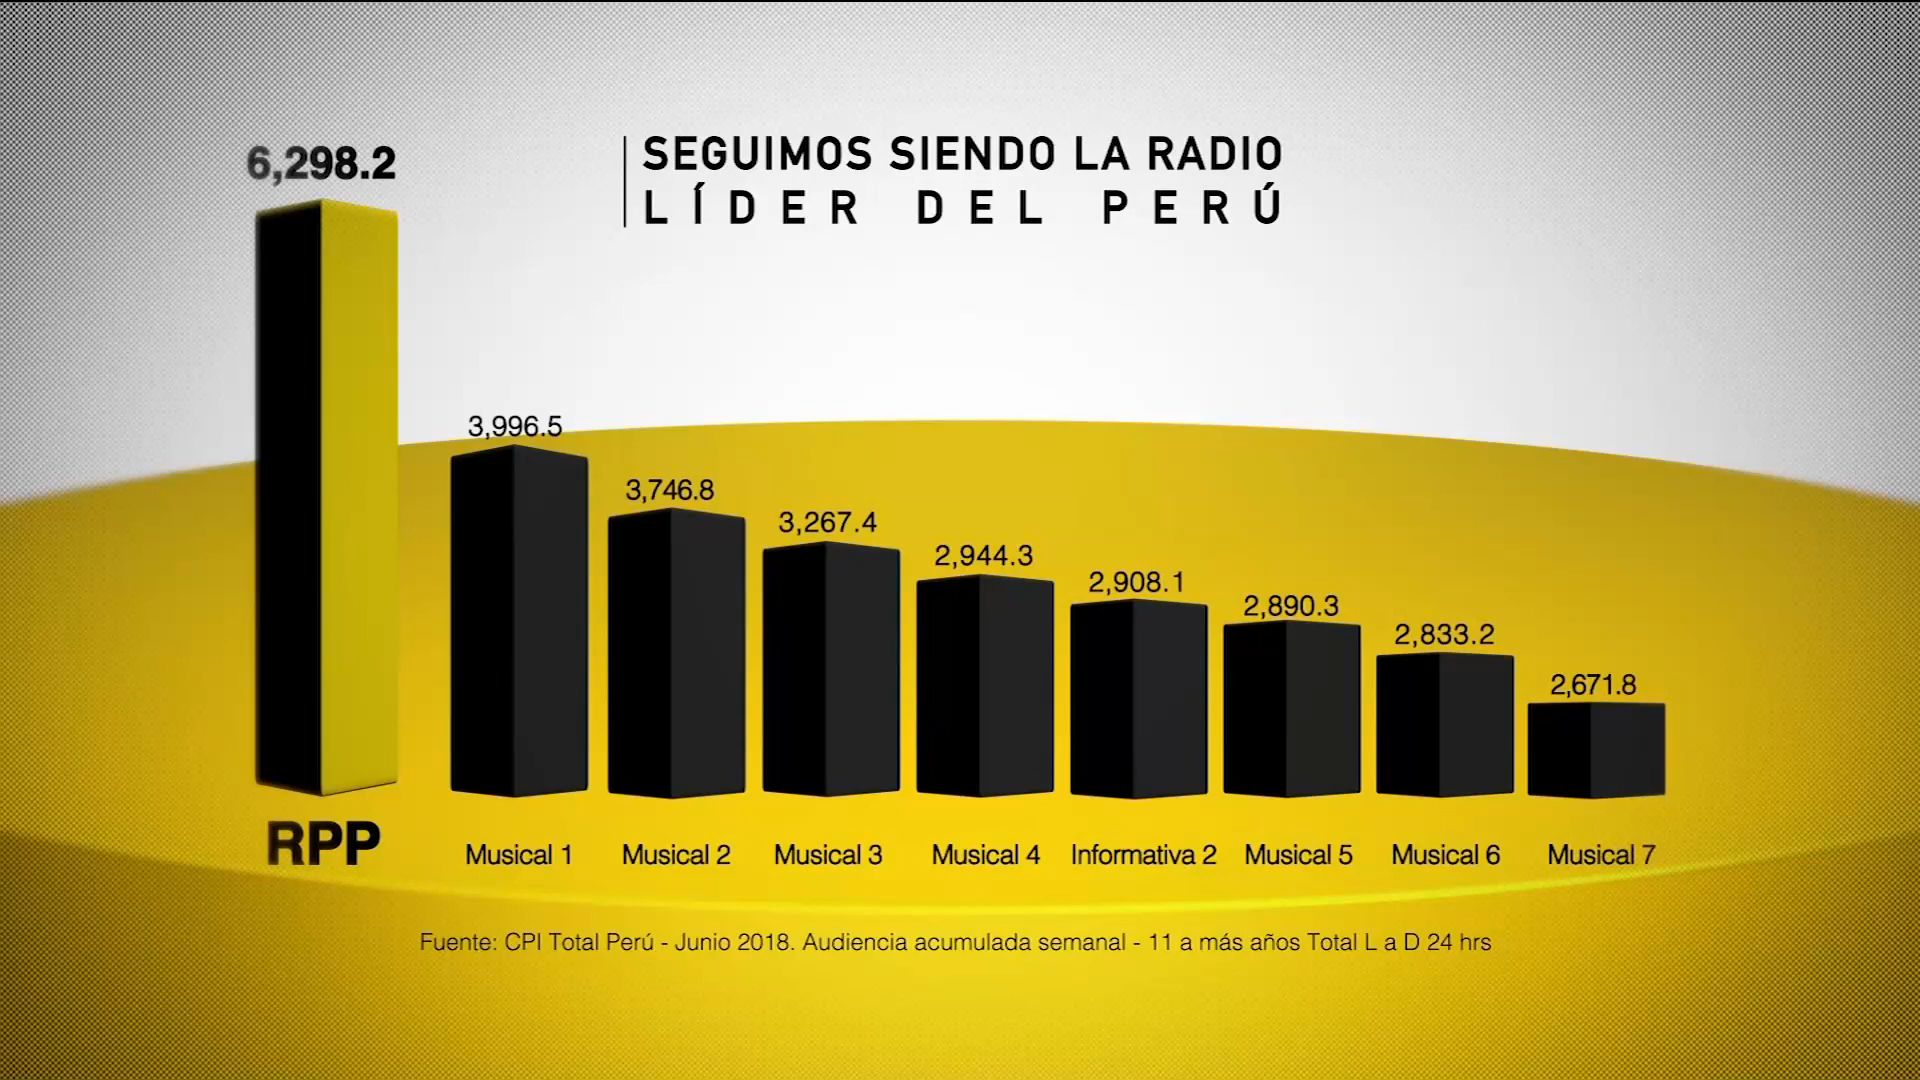 SEGUIMOS SIENDO LA RADIO
LÍDER DEL PERÚ
6,298.2
3,996.5
3,746.8
3,267.4
2,944.3
2,908.1
2,890.3
2,833.2
2,671.8
RPP
Musical 1
Musical 2
Musical 3
Musical 4
Informativa 2
Musical 5
Musical 6
Musical 7
Fuente: CPI Total Perú - Junio 2018. Audiencia acumulada semanal - 11 a más años Total L a D 24 hrs